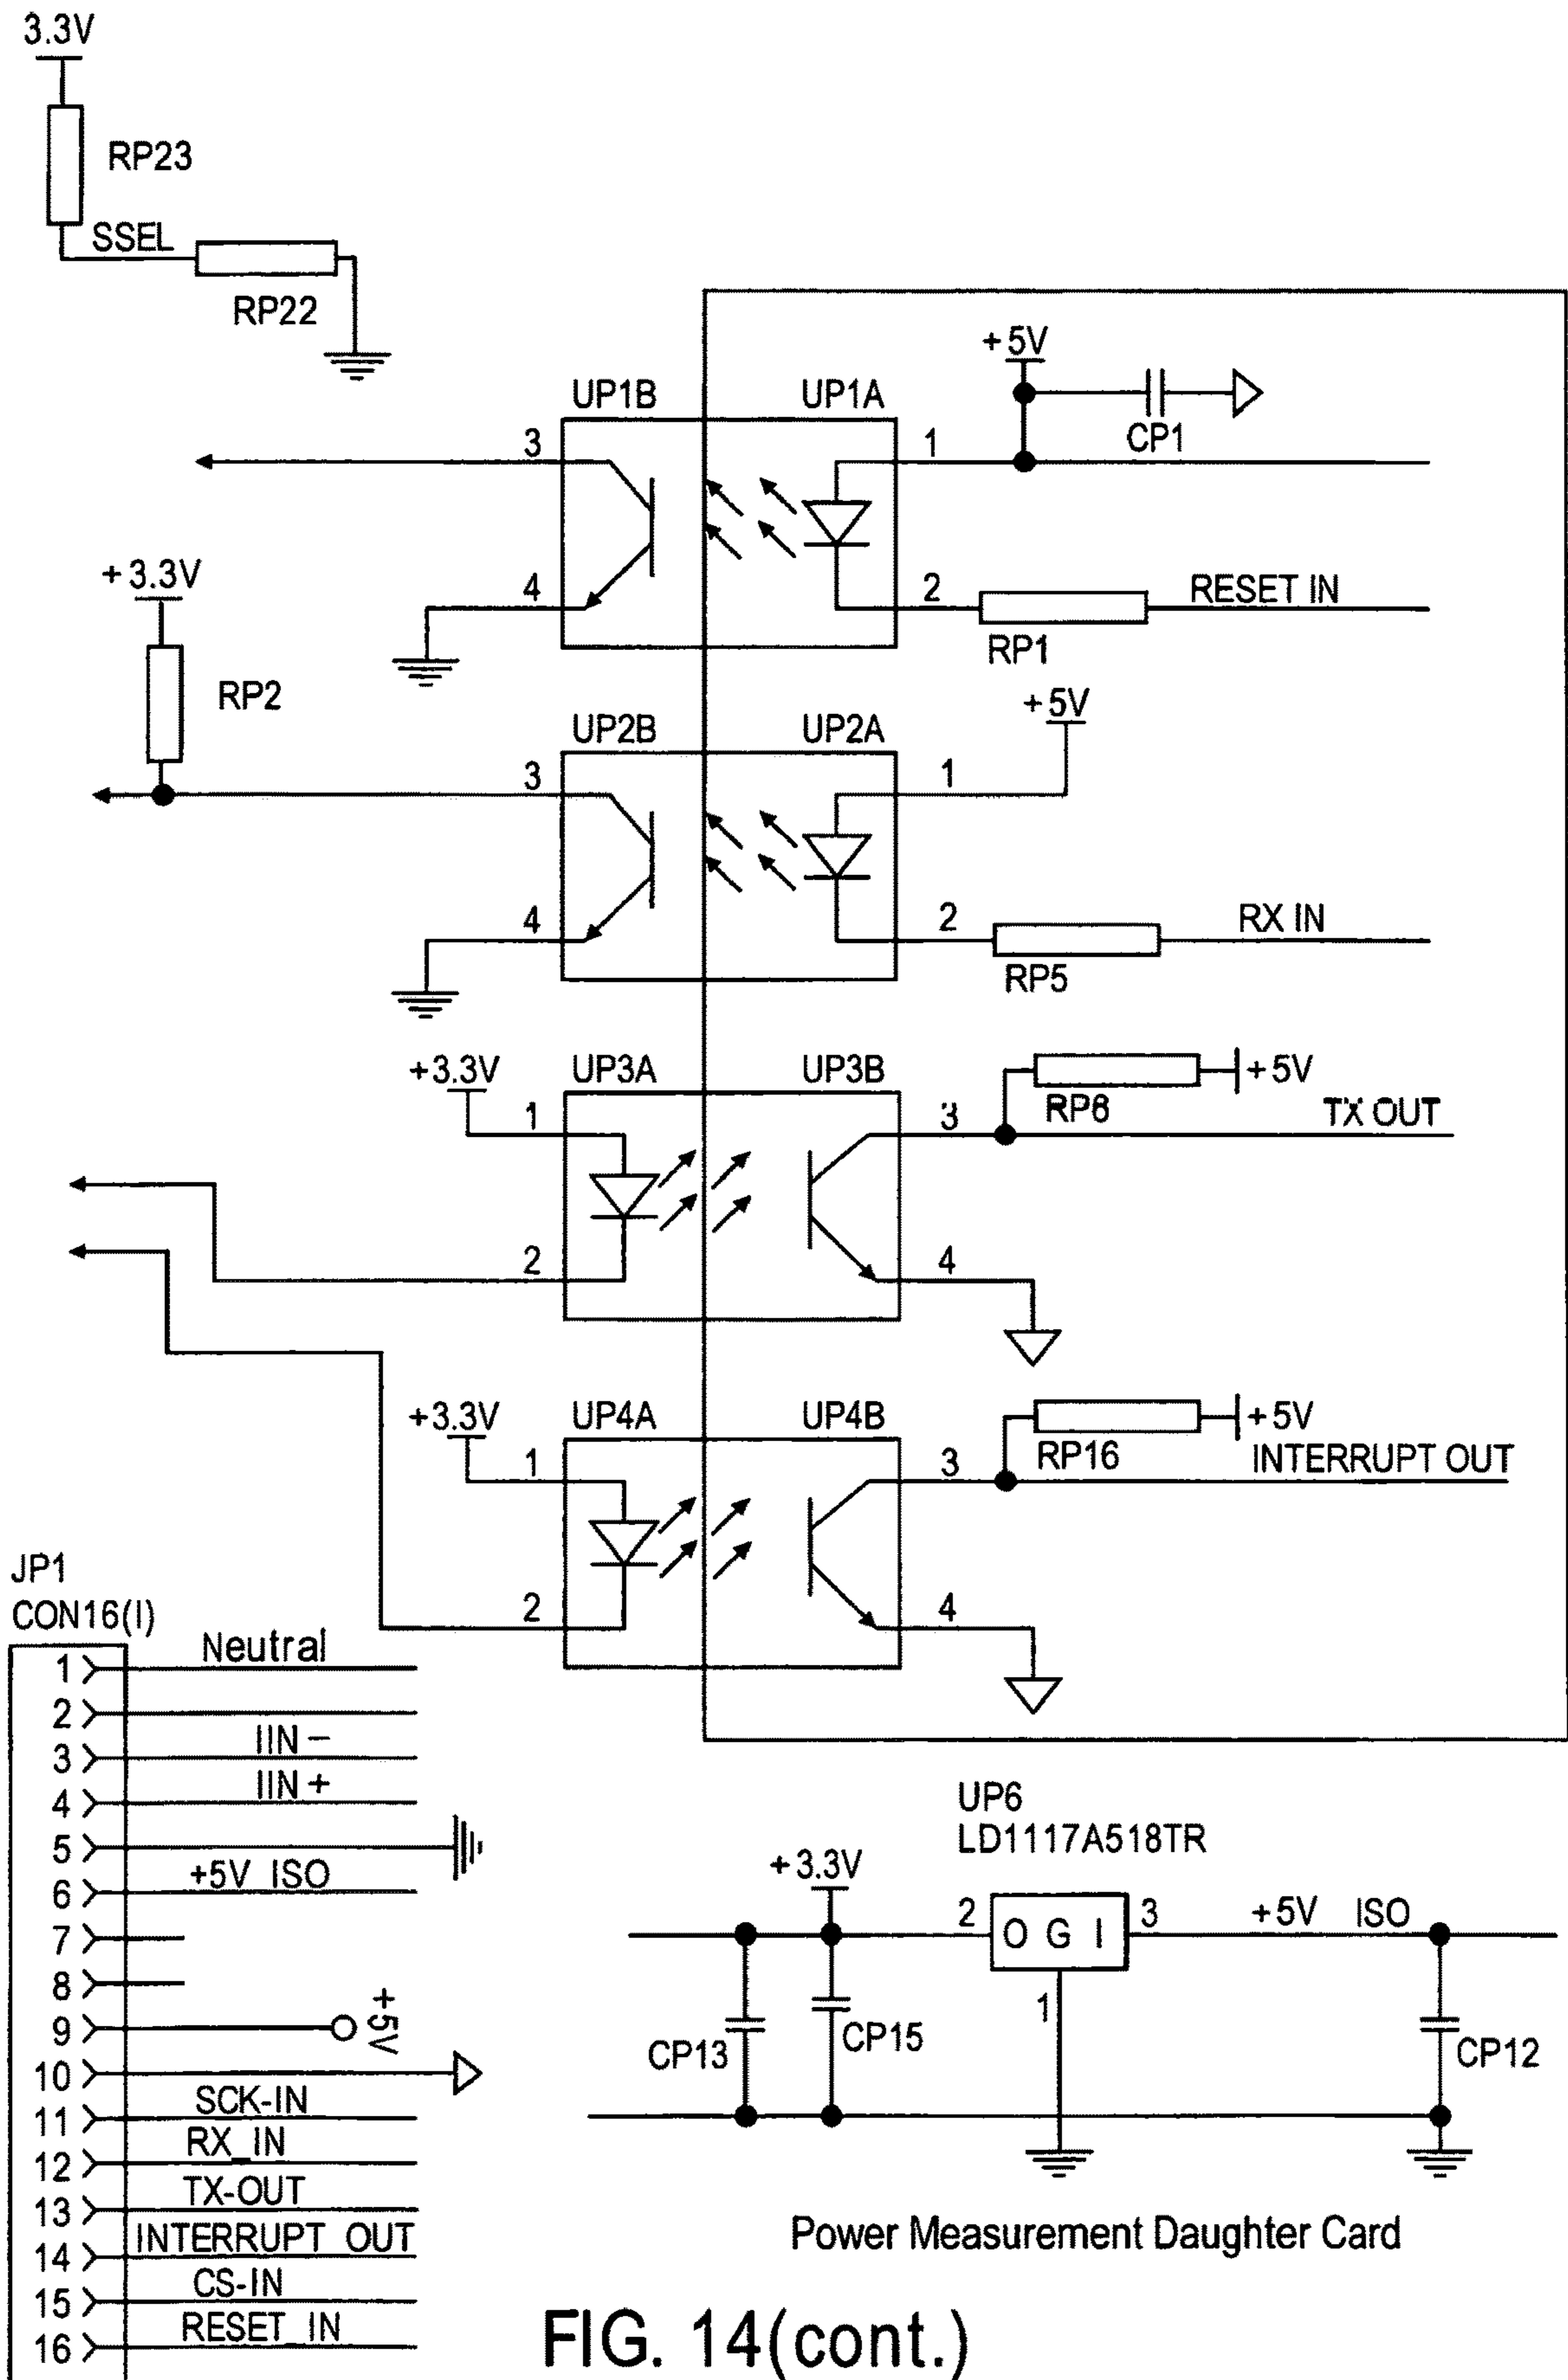 3.3V
RP23
SSEL
RP22
+5V
UP1B
UP1A
CP1
3
1
4
2
RESET IN
RP1
+3.3V
RP2
+5V
UP2B
UP2A
3
1
4
2
RX IN
RP5
+3.3V
UP3A
UP3B
+5V
RP6
1
3
TX OUT
2
4
+3.3V
UP4A
UP4B
+5V
RP16
1
3
INTERRUPT OUT
2
4
JP1
CON16(I)
1 Neutral
2
3 IIN -
4 IIN +
5
6 +5V ISO
7
8
9 +5V
10
11 SCK-IN
12 RX_IN
13 TX-OUT
14 INTERRUPT OUT
15 CS-IN
16 RESET IN
UP6
LD1117A518TR
+3.3V
2 O G I 3 +5V ISO
1
CP13
CP15
CP12
Power Measurement Daughter Card
FIG. 14(cont.)